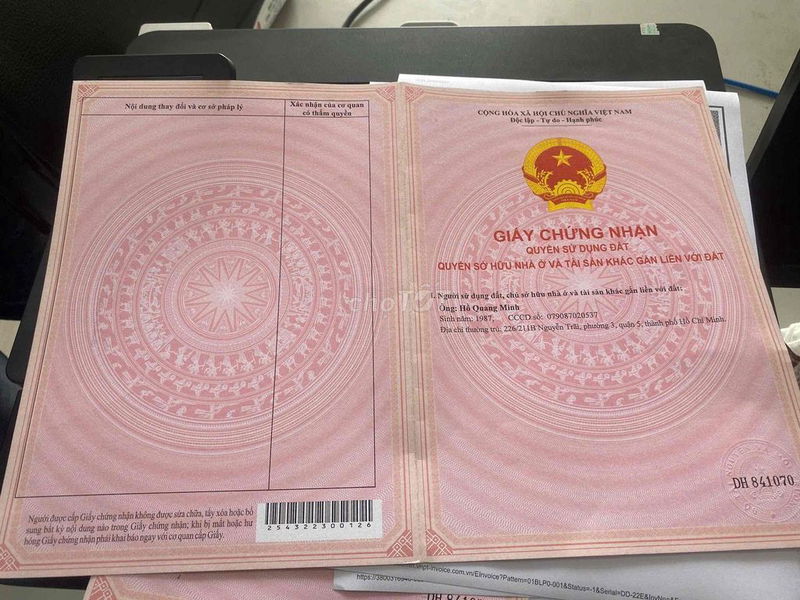 Nội dung thay đổi và cơ sở pháp lý
Xác nhận của cơ quan
có thẩm quyền
Người được cấp Giấy chứng nhận không được sửa chữa, tẩy xóa hoặc bổ
sung bất kỳ nội dung nào trong Giấy chứng nhận; khi bị mất hoặc hư
hỏng Giấy chứng nhận phải khai báo ngay với cơ quan cấp Giấy.
2543222300126
CỘNG HÒA XÃ HỘI CHỦ NGHĨA VIỆT NAM
Độc lập - Tự do - Hạnh phúc
GIẤY CHỨNG NHẬN
QUYỀN SỬ DỤNG ĐẤT
QUYỀN SỞ HỮU NHÀ Ở VÀ TÀI SẢN KHÁC GẮN LIỀN VỚI ĐẤT
I. Người sử dụng đất, chủ sở hữu nhà ở và tài sản khác gắn liền với đất:
Ông: Hồ Quang Minh
Sinh năm: 1987, CCCD số: 079087020537
Địa chỉ thường trú: 226/211B Nguyễn Trãi, phường 3, quận 5, thành phố Hồ Chí Minh.
DH 841070
chợTỐT